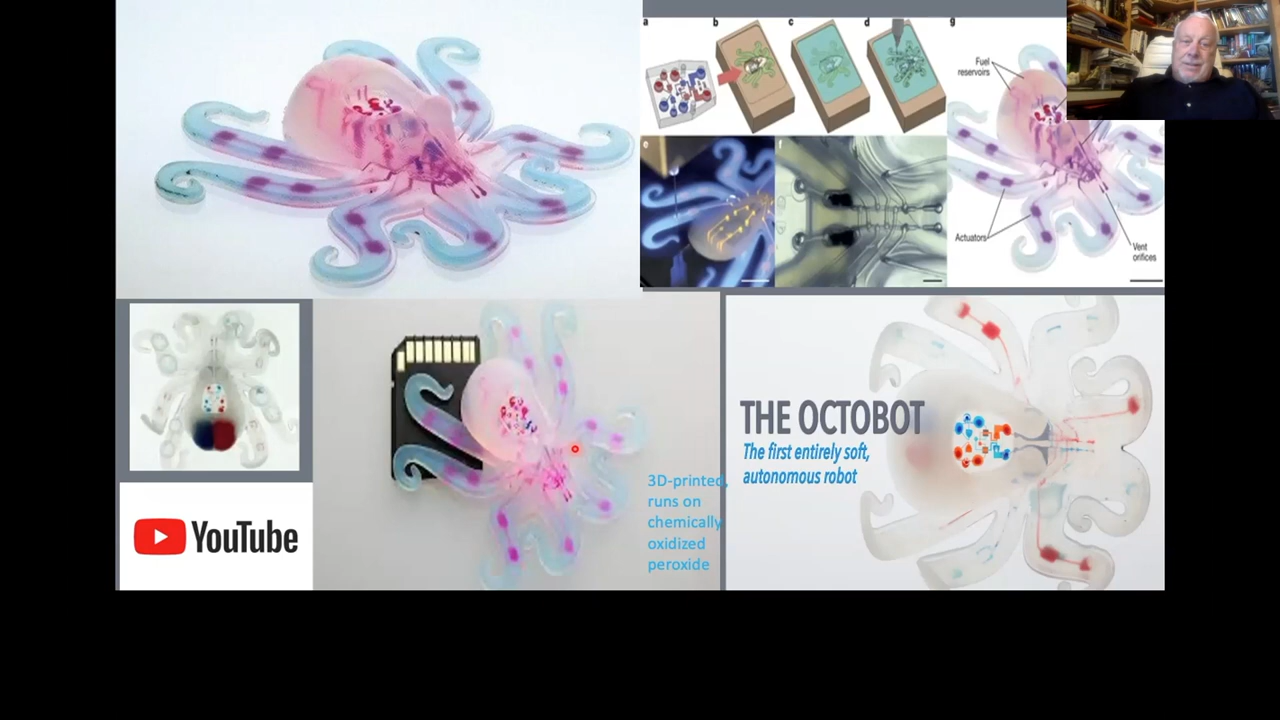 a b c d g
Fuel
reservoirs
e f
Actuators
Vent
orifices
THE OCTOBOT
The first entirely soft,
autonomous robot
3D-printed,
runs on
chemically
oxidized
peroxide
YouTube